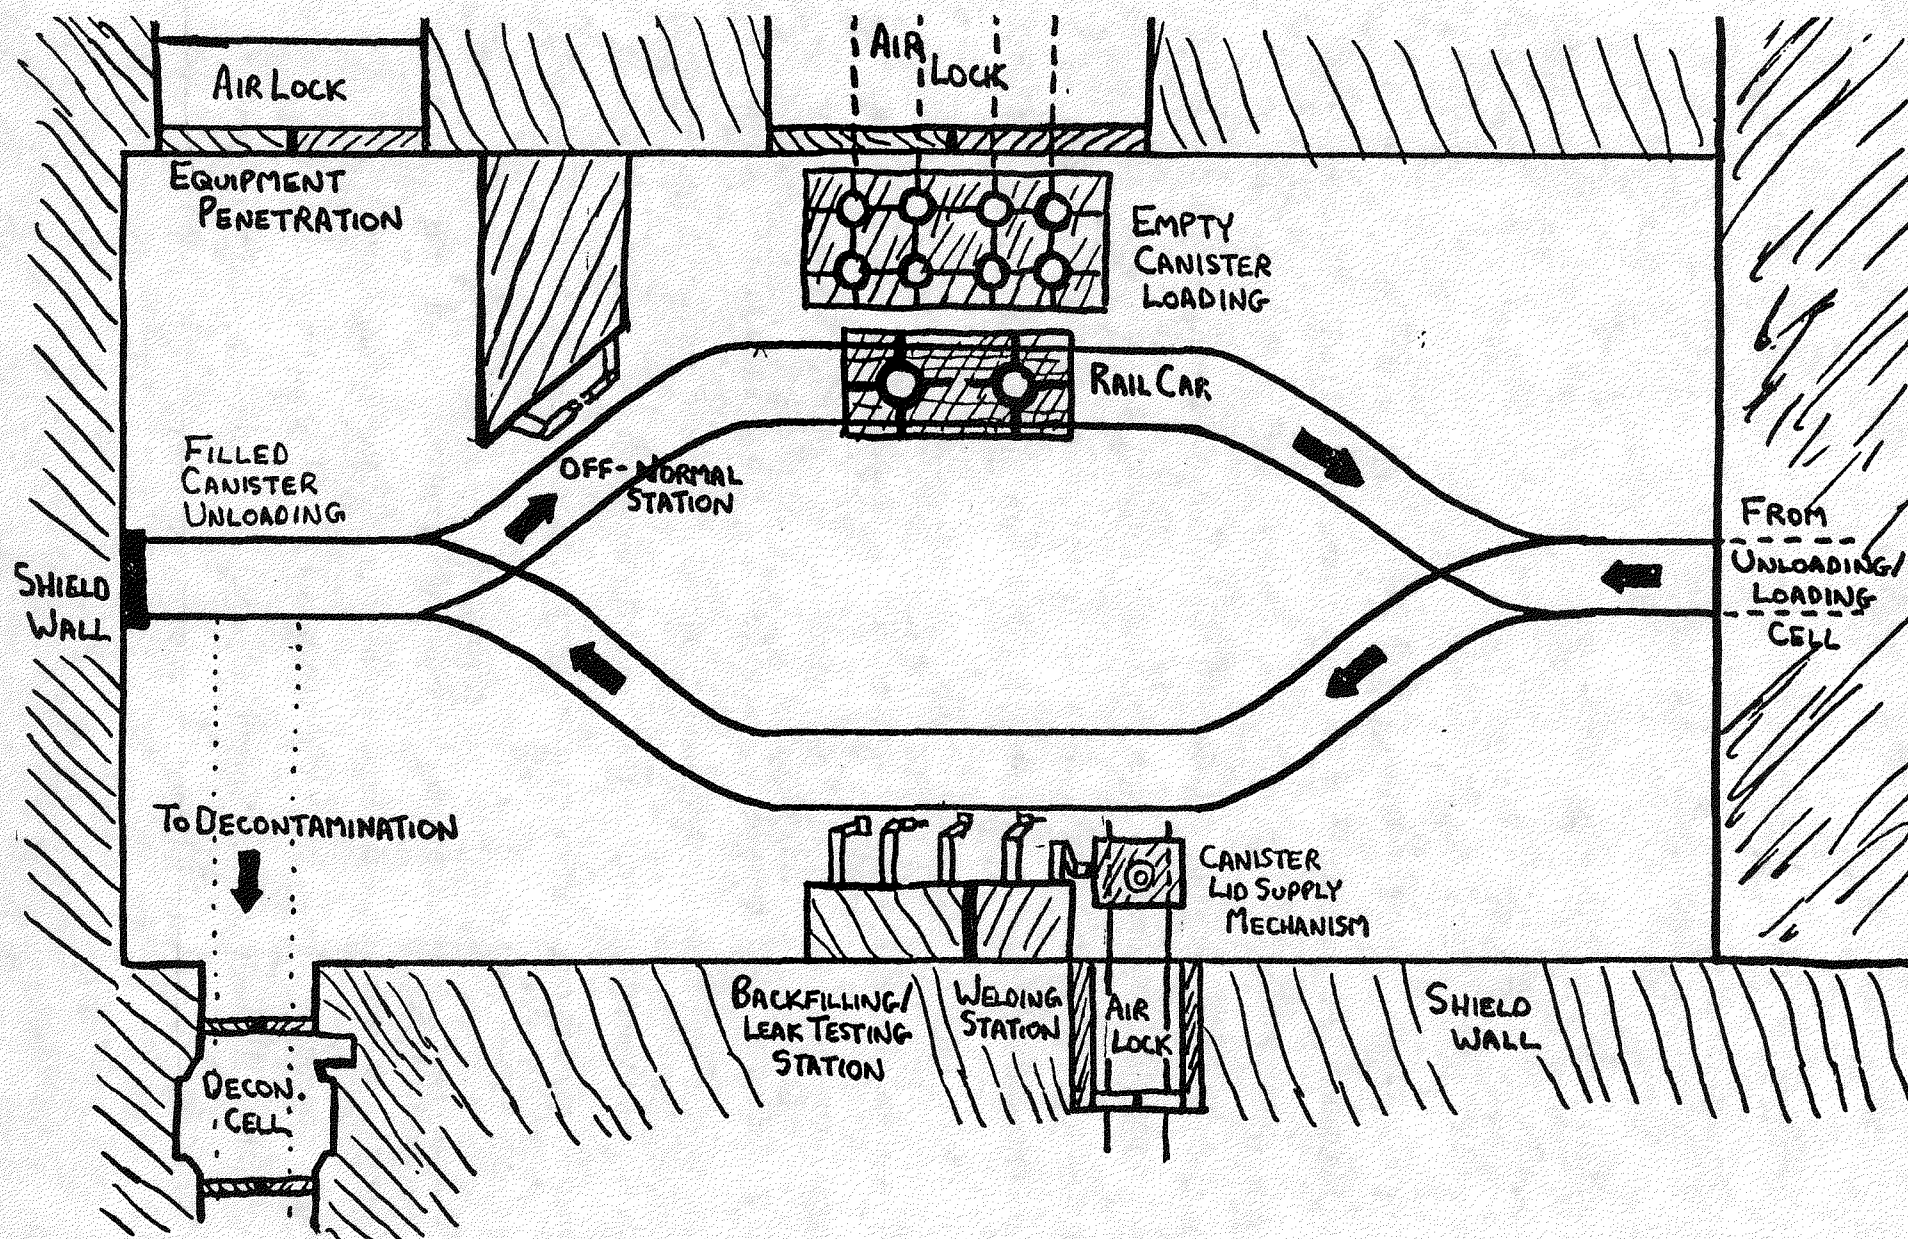 AIR LOCK
AIR
LOCK
EQUIPMENT
PENETRATION
EMPTY
CANISTER
LOADING
RAIL CAR
FILLED
CANISTER
UNLOADING
OFF-NORMAL
STATION
FROM
UNLOADING/
LOADING
CELL
SHIELD
WALL
TO DECONTAMINATION
CANISTER
LID SUPPLY
MECHANISM
BACKFILLING/
LEAK TESTING
STATION
WELDING
STATION
AIR
LOCK
SHIELD
WALL
DECON.
CELL